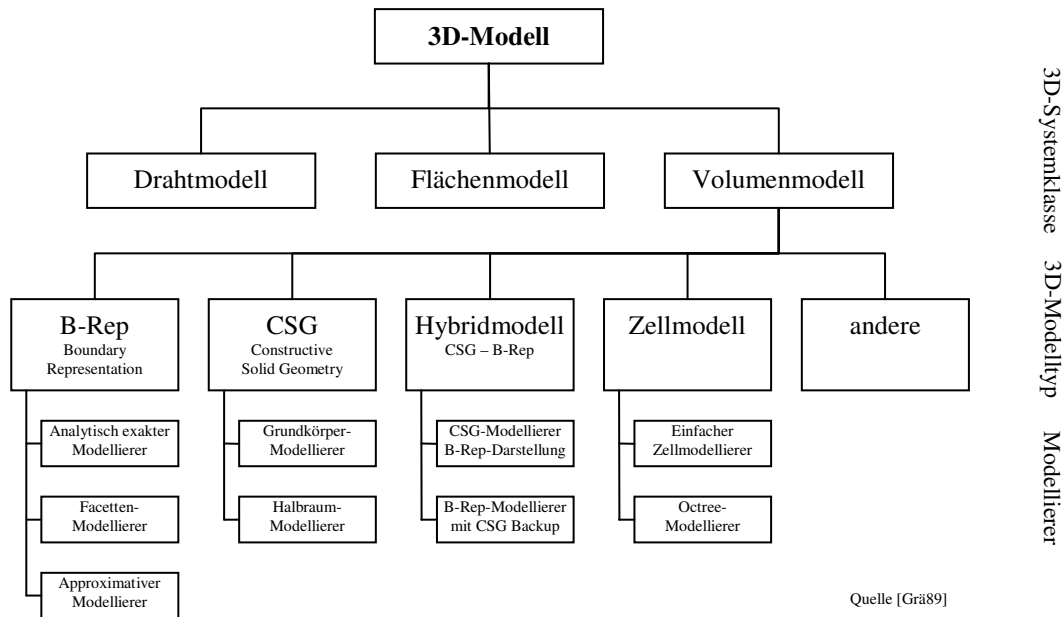 3D-Modell
Drahtmodell
Flächenmodell
Volumenmodell
3D-Systemklasse
B-Rep
Boundary
Representation
CSG
Constructive
Solid Geometry
Hybridmodell
CSG – B-Rep
Zellmodell
andere
3D-Modelltyp
Analytisch exakter
Modellierer
Facetten-
Modellierer
Approximativer
Modellierer
Grundkörper-
Modellierer
Halbraum-
Modellierer
CSG-Modellierer
B-Rep-Darstellung
B-Rep-Modellierer
mit CSG Backup
Einfacher
Zellmodellierer
Octree-
Modellierer
Modellierer
Quelle [Grä89]